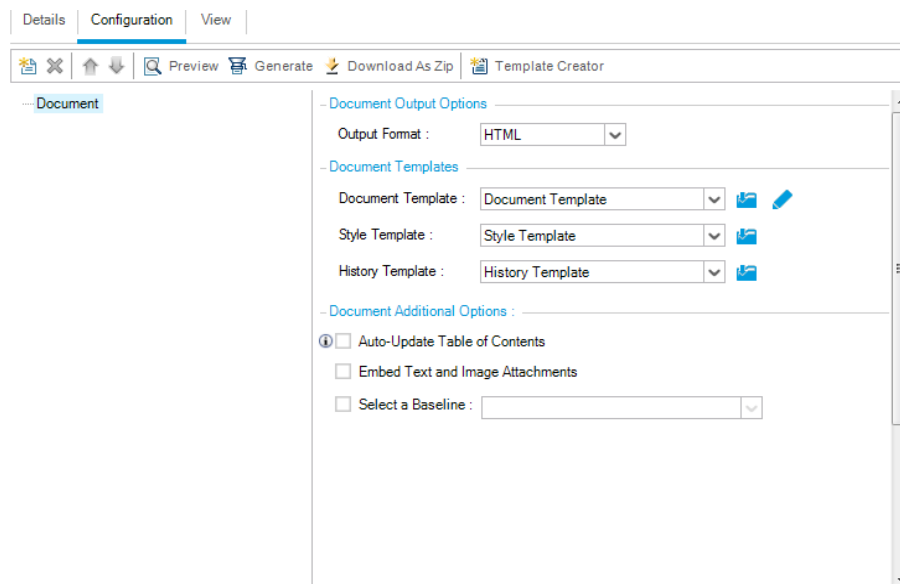 Details Configuration View
Preview Generate Download As Zip Template Creator
Document
Document Output Options
Output Format : HTML
Document Templates
Document Template : Document Template
Style Template : Style Template
History Template : History Template
Document Additional Options :
Auto-Update Table of Contents
Embed Text and Image Attachments
Select a Baseline :